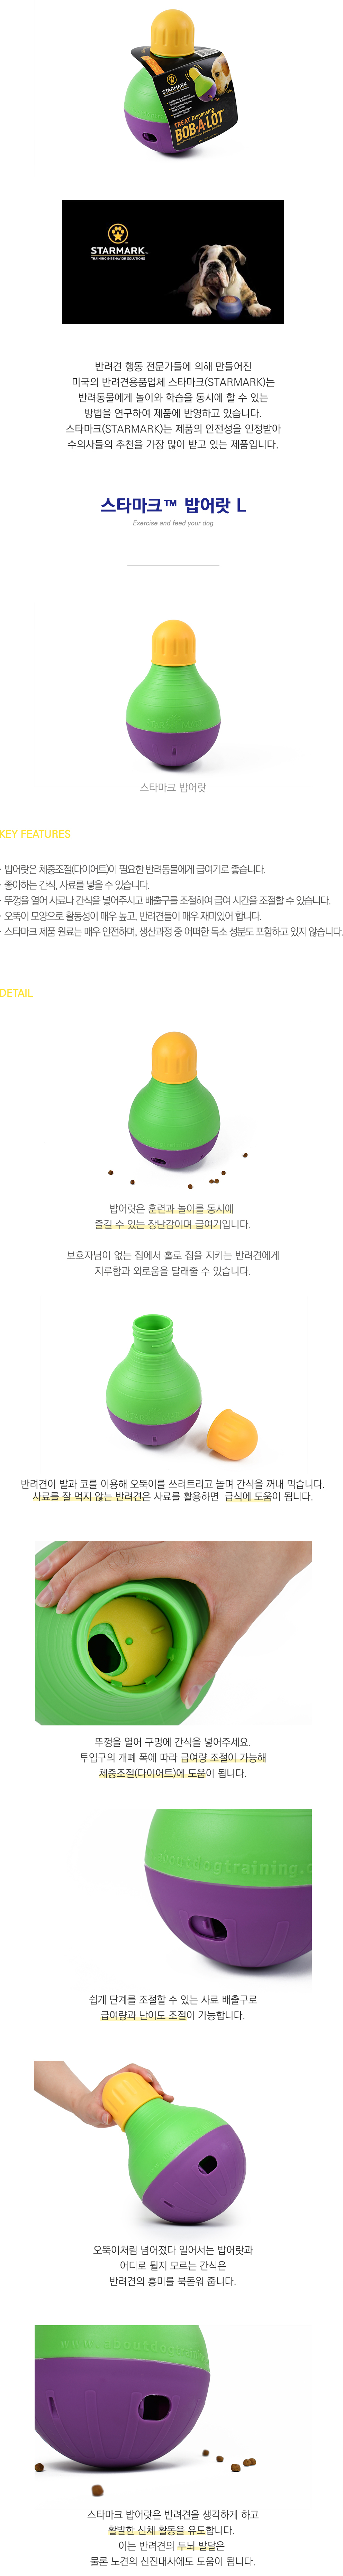 STARMARK
TREAT Dispensing
BOB-A-LOT
STARMARK
TRAINING & BEHAVIOR SOLUTIONS
반려견 행동 전문가들에 의해 만들어진
미국의 반려견용품업체 스타마크(STARMARK)는
반려동물에게 놀이와 학습을 동시에 할 수 있는
방법을 연구하여 제품에 반영하고 있습니다.
스타마크(STARMARK)는 제품의 안전성을 인정받아
수의사들의 추천을 가장 많이 받고 있는 제품입니다.
스타마크™ 밥어랏 L
Exercise and feed your dog
스타마크 밥어랏
KEY FEATURES
· 밥어랏은 체중조절(다이어트)이 필요한 반려동물에게 급여기로 좋습니다.
· 좋아하는 간식, 사료를 넣을 수 있습니다.
· 뚜껑을 열어 사료나 간식을 넣어주시고 배출구를 조절하여 급여 시간을 조절할 수 있습니다.
· 오뚝이 모양으로 활동성이 매우 높고, 반려견들이 매우 재미있어 합니다.
· 스타마크 제품 원료는 매우 안전하며, 생산과정 중 어떠한 독소 성분도 포함하고 있지 않습니다.
DETAIL
밥어랏은 훈련과 놀이를 동시에
즐길 수 있는 장난감이며 급여기입니다.
보호자님이 없는 집에서 홀로 집을 지키는 반려견에게
지루함과 외로움을 달래줄 수 있습니다.
반려견이 발과 코를 이용해 오뚝이를 쓰러트리고 놀며 간식을 꺼내 먹습니다.
사료를 잘 먹지 않는 반려견은 사료를 활용하면 급식에 도움이 됩니다.
뚜껑을 열어 구멍에 간식을 넣어주세요.
투입구의 개폐 폭에 따라 급여량 조절이 가능해
체중조절(다이어트)에 도움이 됩니다.
outdogtraining.c
쉽게 단계를 조절할 수 있는 사료 배출구로
급여량과 난이도 조절이 가능합니다.
오뚝이처럼 넘어졌다 일어서는 밥어랏과
어디로 튈지 모르는 간식은
반려견의 흥미를 북돋워 줍니다.
www.aboutdogtrai
스타마크 밥어랏은 반려견을 생각하게 하고
활발한 신체 활동을 유도합니다.
이는 반려견의 두뇌 발달은
물론 노견의 신진대사에도 도움이 됩니다.